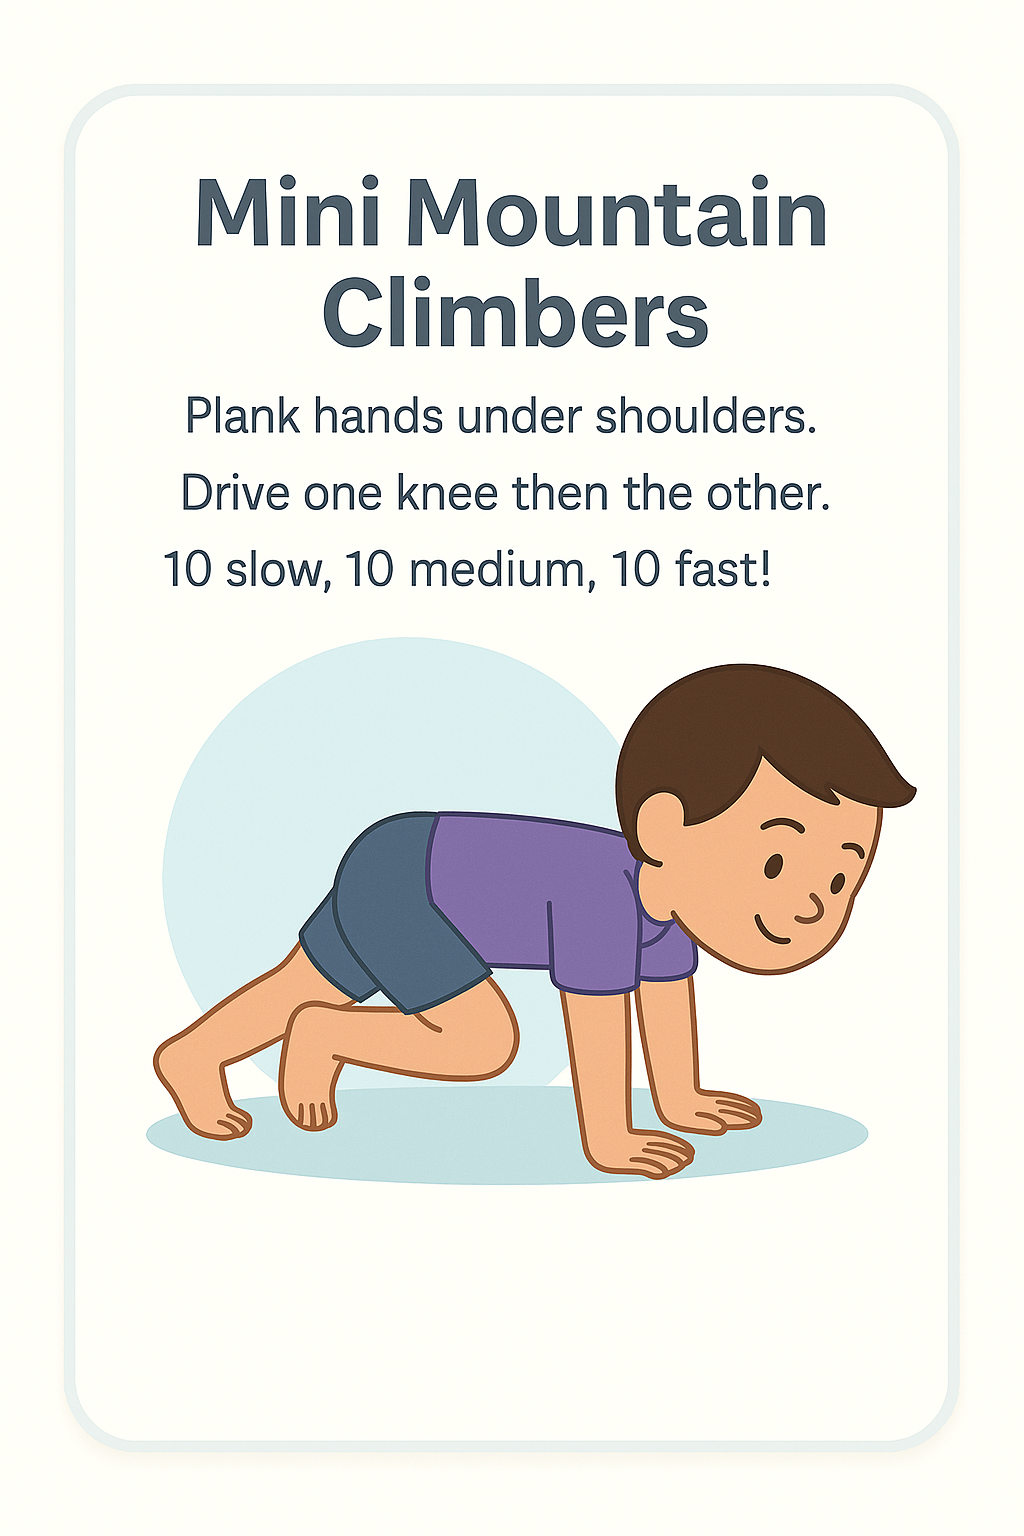 Mini Mountain
Climbers
Plank hands under shoulders.
Drive one knee then the other.
10 slow, 10 medium, 10 fast!